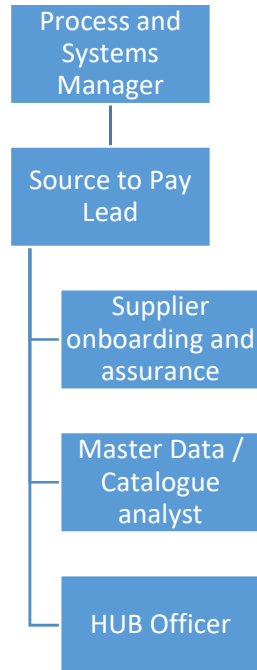 Process and
Systems
Manager
Source to Pay
Lead
Supplier
onboarding and
assurance
Master Data /
Catalogue
analyst
HUB Officer